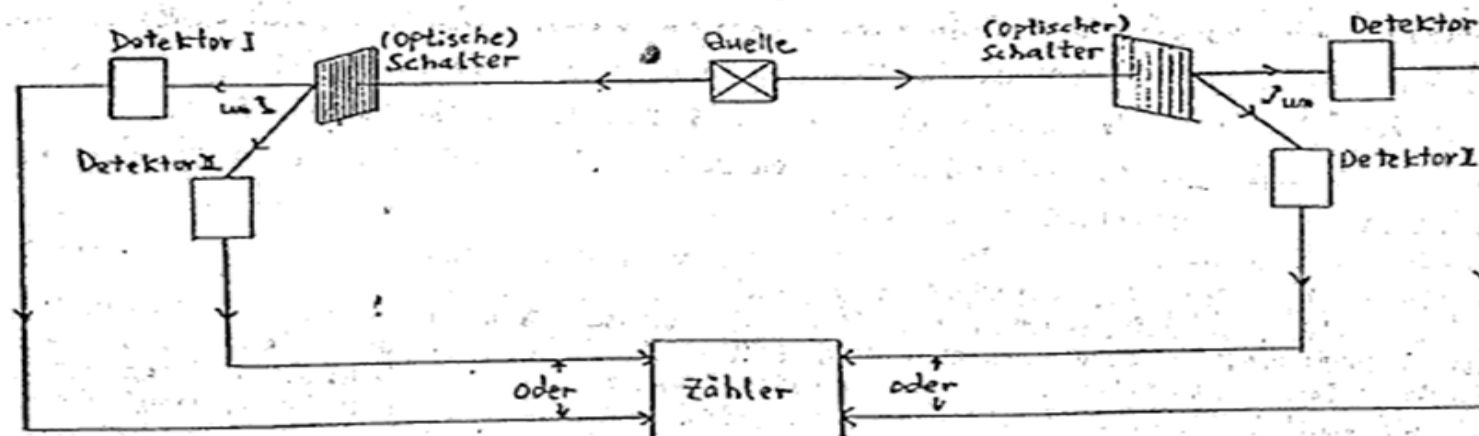 Detektor I
(optische)
Schalter
Quelle
(optischer)
Schalter
Detektor
Detektor II
Detektor I
oder
Zähler
oder